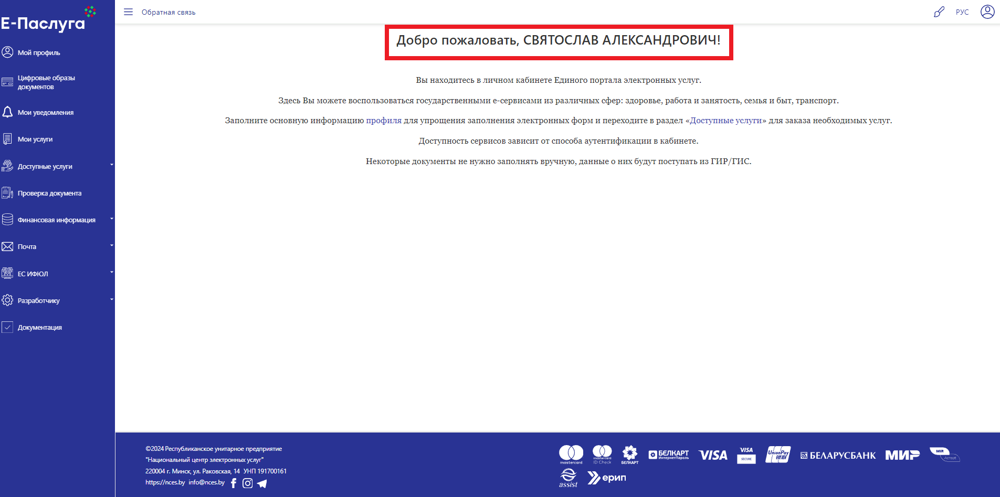 Е-Паслуга
Обратная связь
РУС
Мой профиль
Цифровые образы
документов
Мои уведомления
Мои услуги
Доступные услуги
Проверка документа
Финансовая информация
Почта
ЕС ИФЮЛ
Разработчику
Документация
Добро пожаловать, СВЯТОСЛАВ АЛЕКСАНДРОВИЧ!
Вы находитесь в личном кабинете Единого портала электронных услуг.
Здесь Вы можете воспользоваться государственными е-сервисами из различных сфер: здоровье, работа и занятость, семья и быт, транспорт.
Заполните основную информацию профиля для упрощения заполнения электронных форм и переходите в раздел «Доступные услуги» для заказа необходимых услуг.
Доступность сервисов зависит от способа аутентификации в кабинете.
Некоторые документы не нужно заполнять вручную, данные о них будут поступать из ГИР/ГИС.
©2024 Республиканское унитарное предприятие
"Национальный центр электронных услуг"
220004 г. Минск, ул. Раковская, 14 УНП 191700161
https://nces.by info@nces.by
mastercard
mastercard
ID Check
БЕЛКАРТ
БЕЛКАРТ
ИнтернетПароль
VISA
VISA
SECURE
UnionPay
银联
БЕЛАРУСБАНК
МИР
MIR
Accept
assist
ерип